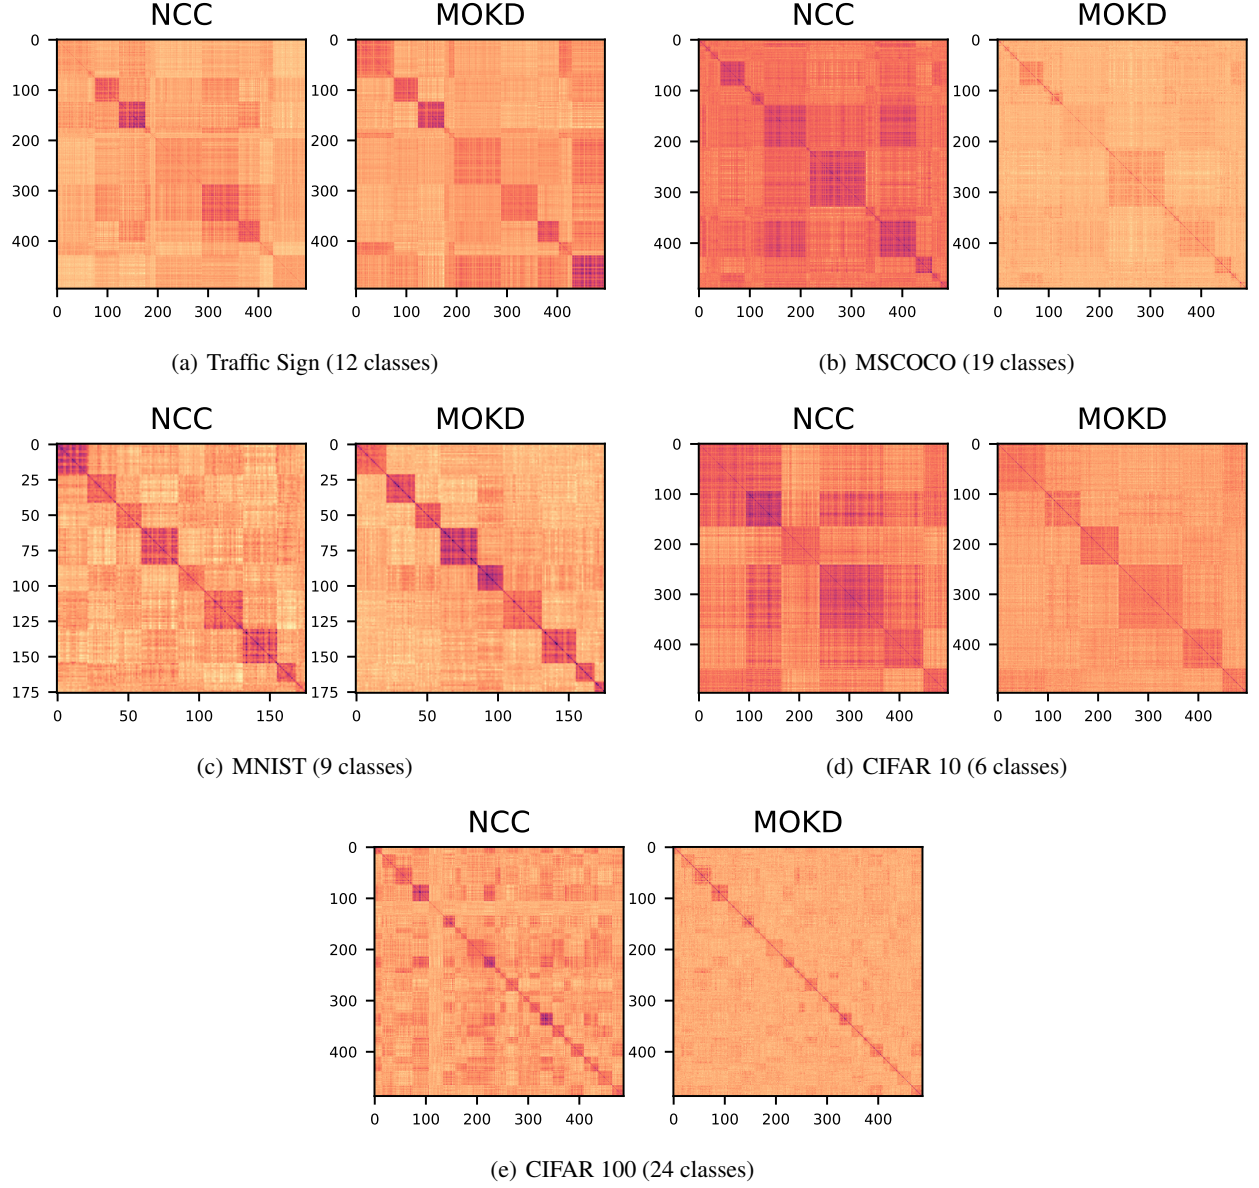 NCC MOKD NCC MOKD
0 0 0 0
100 100 100 100
200 200 200 200
300 300 300 300
400 400 400 400
0 100 200 300 400 0 100 200 300 400 0 100 200 300 400 0 100 200 300 400
(a) Traffic Sign (12 classes) (b) MSCOCO (19 classes)
NCC MOKD NCC MOKD
0 0 0 0
25 25
50 50
75 75
100 100
125 125
150 150
175 175
100 100
200 200
300 300
400 400
0 50 100 150 0 50 100 150 0 100 200 300 400 0 100 200 300 400
(c) MNIST (9 classes) (d) CIFAR 10 (6 classes)
NCC MOKD
0 0
100 100
200 200
300 300
400 400
0 100 200 300 400 0 100 200 300 400
(e) CIFAR 100 (24 classes)